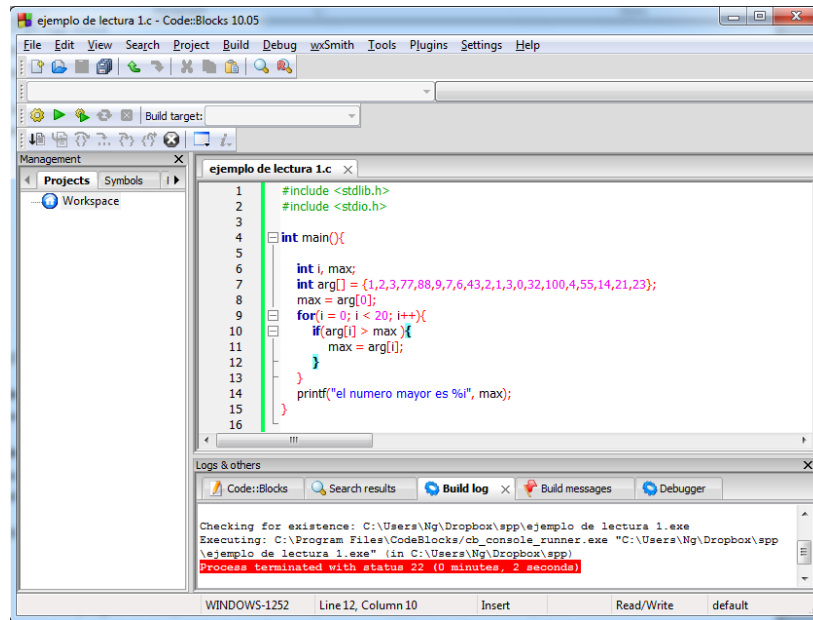 ejemplo de lectura 1.c - Code::Blocks 10.05
File Edit View Search Project Build Debug wxSmith Tools Plugins Settings Help
Build target:
Management
Projects Symbols
Workspace
ejemplo de lectura 1.c
1 #include <stdlib.h>
2 #include <stdio.h>
3
4 int main(){
5
6 int i, max;
7 int arg[] = {1,2,3,77,88,9,7,6,43,2,1,3,0,32,100,4,55,14,21,23};
8 max = arg[0];
9 for(i = 0; i < 20; i++){
10 if(arg[i] > max ){
11 max = arg[i];
12 }
13 }
14 printf("el numero mayor es %i", max);
15 }
16
Logs & others
Code::Blocks Search results Build log Build messages Debugger
Checking for existence: C:\Users\Ng\Dropbox\spp\ejemplo de lectura 1.exe
Executing: C:\Program Files\CodeBlocks/cb_console_runner.exe "C:\Users\Ng\Dropbox\spp
\ejemplo de lectura 1.exe" (in C:\Users\Ng\Dropbox\spp)
Process terminated with status 22 (0 minutes, 2 seconds)
WINDOWS-1252 Line 12, Column 10 Insert Read/Write default